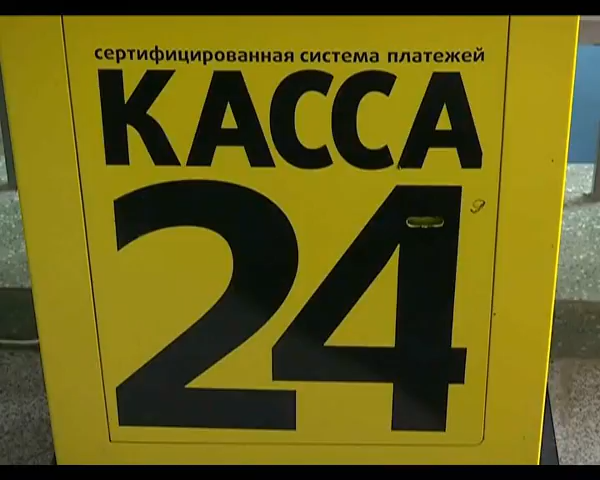 сертифицированная система платежей
КАССА
24